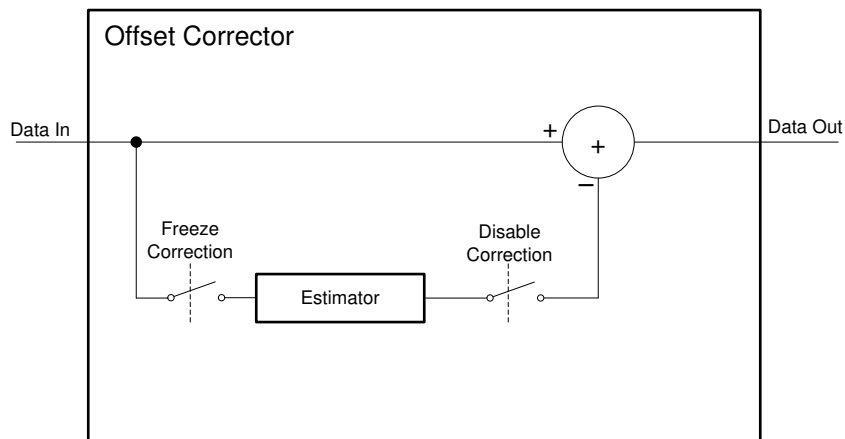 Offset Corrector
Data In
+
+
Data Out
−
Freeze
Correction
Disable
Correction
Estimator